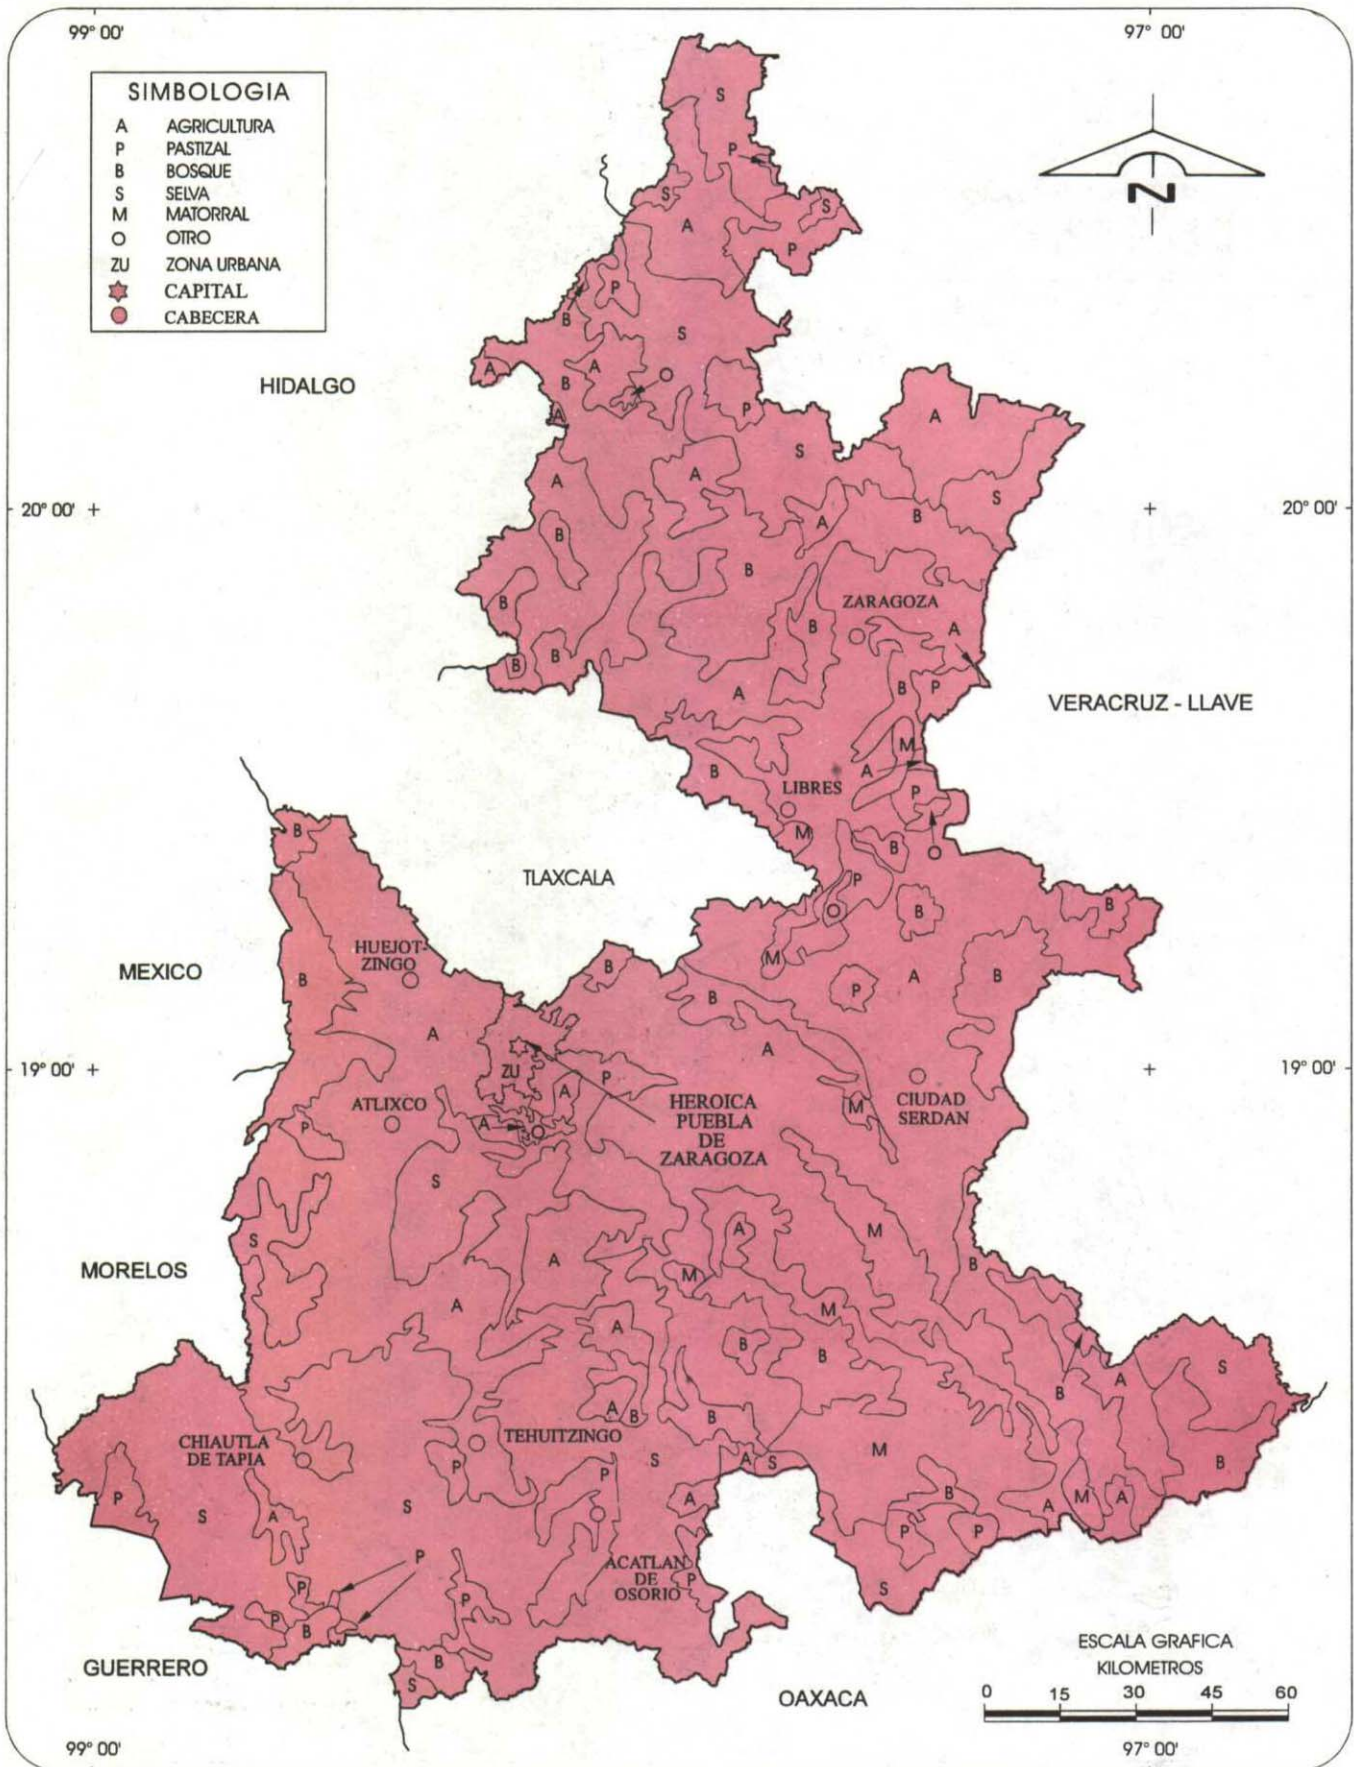 99° 00'
97° 00'
SIMBOLOGIA
A AGRICULTURA
P PASTIZAL
B BOSQUE
S SELVA
M MATORRAL
OTRO
ZU ZONA URBANA
CAPITAL
CABECERA
N
S
P
S
S
A
P
P
B
S
HIDALGO
A
A
B
P
A
A
S
A
A
S
20° 00'
A
B
20° 00'
B
B
B
ZARAGOZA
B
A
B
B
B
P
A
VERACRUZ - LLAVE
M
B
A
LIBRES
P
B
M
B
TLAXCALA
P
B
B
HUEJOT-
ZINGO
MEXICO
B
M
B
A
B
P
B
A
A
19° 00'
ZU
P
19° 00'
A
ATLIXCO
HEROICA
PUEBLA
DE
ZARAGOZA
M
CIUDAD
SERDAN
P
A
S
S
A
M
A
MORELOS
M
B
A
M
A
B
B
S
A
B
A
B
B
CHIAUTLA
DE TAPIA
TEHUITZINGO
M
P
S
A
S
P
B
P
S
A
S
A
B
A
M
A
P
P
P
ACATLAN
DE
OSORIO
P
S
P
P
P
B
B
S
GUERRERO
OAXACA
ESCALA GRAFICA
KILOMETROS
0 15 30 45 60
99° 00'
97° 00'